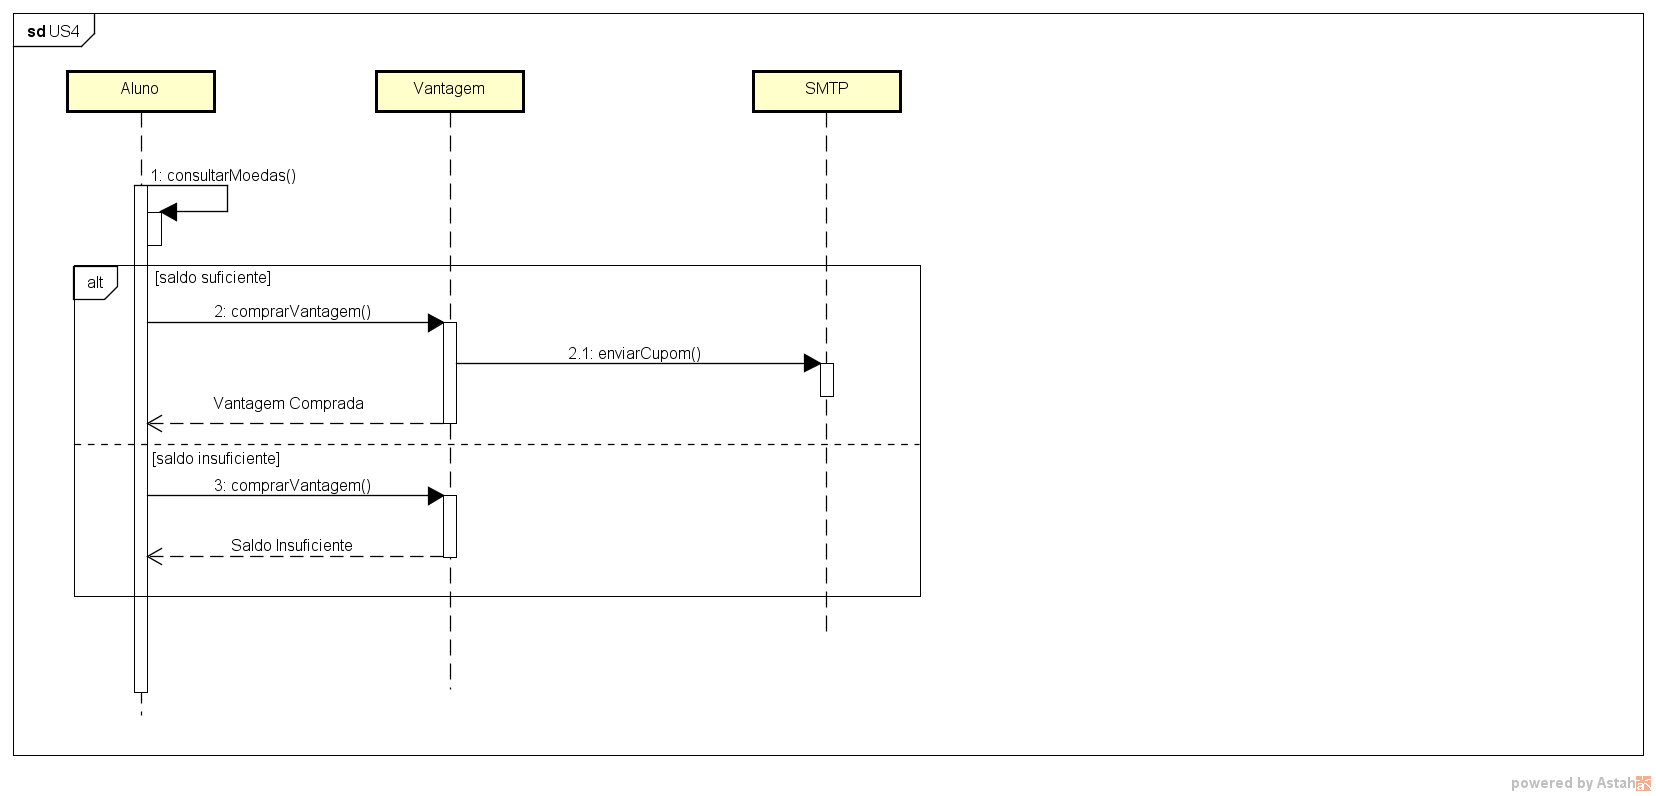 sd US4
Aluno
Vantagem
SMTP
1: consultarMoedas()
alt
[saldo suficiente]
2: comprarVantagem()
2.1: enviarCupom()
Vantagem Comprada
[saldo insuficiente]
3: comprarVantagem()
Saldo Insuficiente
powered by Astah